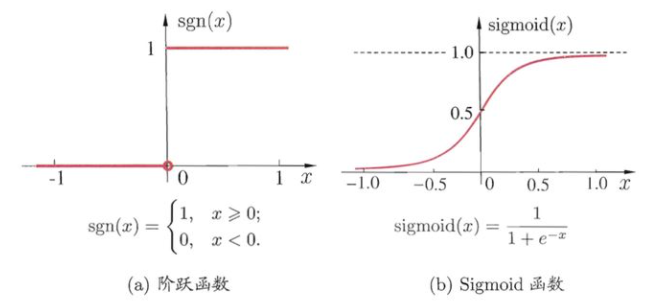 sgn(x)
1
-1 0 1 x
sgn(x) = { 1, x ⩾ 0;
0, x < 0.
(a) 阶跃函数
sigmoid(x)
1.0
0.5
-1.0 -0.5 0 0.5 1.0 x
sigmoid(x) = 1 / (1 + e^{-x})
(b) Sigmoid 函数